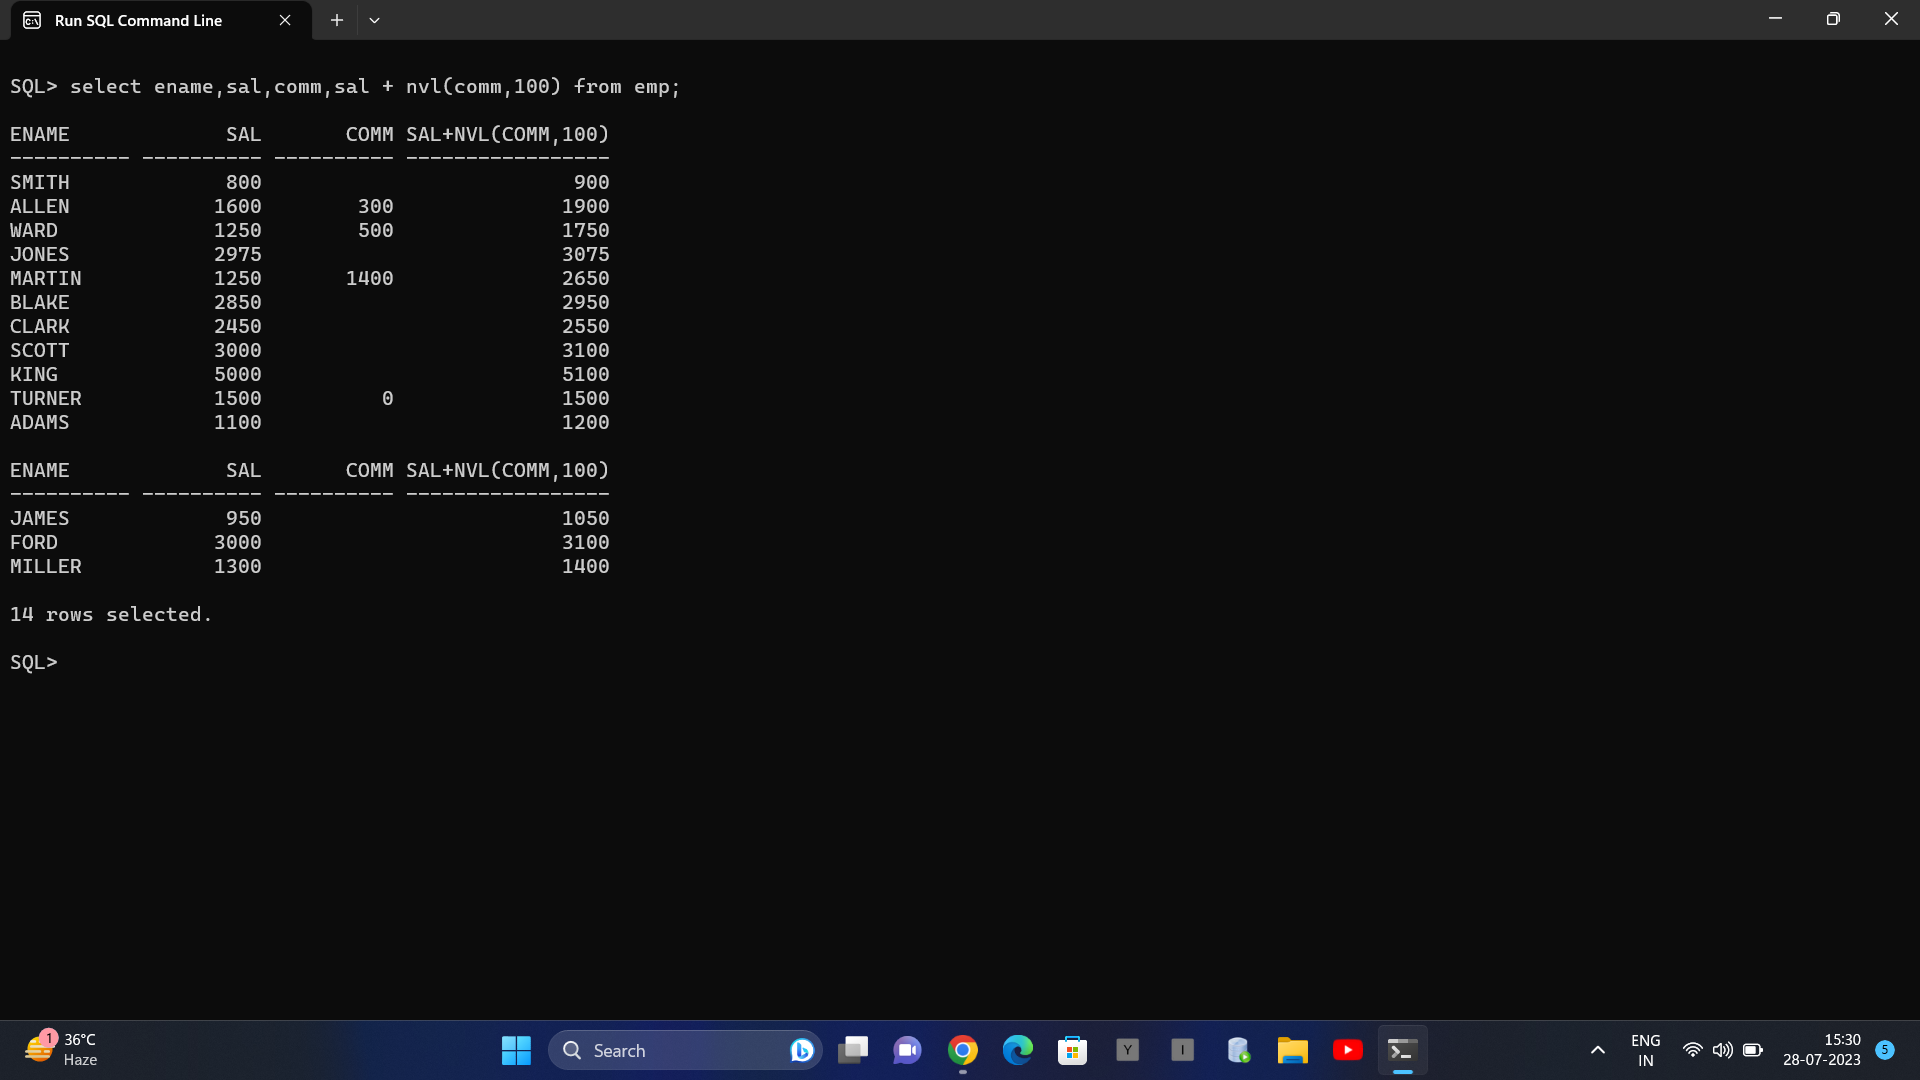 Run SQL Command Line
SQL> select ename,sal,comm,sal + nvl(comm,100) from emp;
ENAME             SAL       COMM SAL+NVL(COMM,100)
---------- ---------- ---------- -----------------
SMITH             800                          900
ALLEN            1600        300              1900
WARD             1250        500              1750
JONES            2975                         3075
MARTIN           1250       1400              2650
BLAKE            2850                         2950
CLARK            2450                         2550
SCOTT            3000                         3100
KING             5000                         5100
TURNER           1500          0              1500
ADAMS            1100                         1200
ENAME             SAL       COMM SAL+NVL(COMM,100)
---------- ---------- ---------- -----------------
JAMES             950                         1050
FORD             3000                         3100
MILLER           1300                         1400
14 rows selected.
SQL>
1
36°C
Haze
Search
Y
I
ENG
IN
15:30
28-07-2023
5